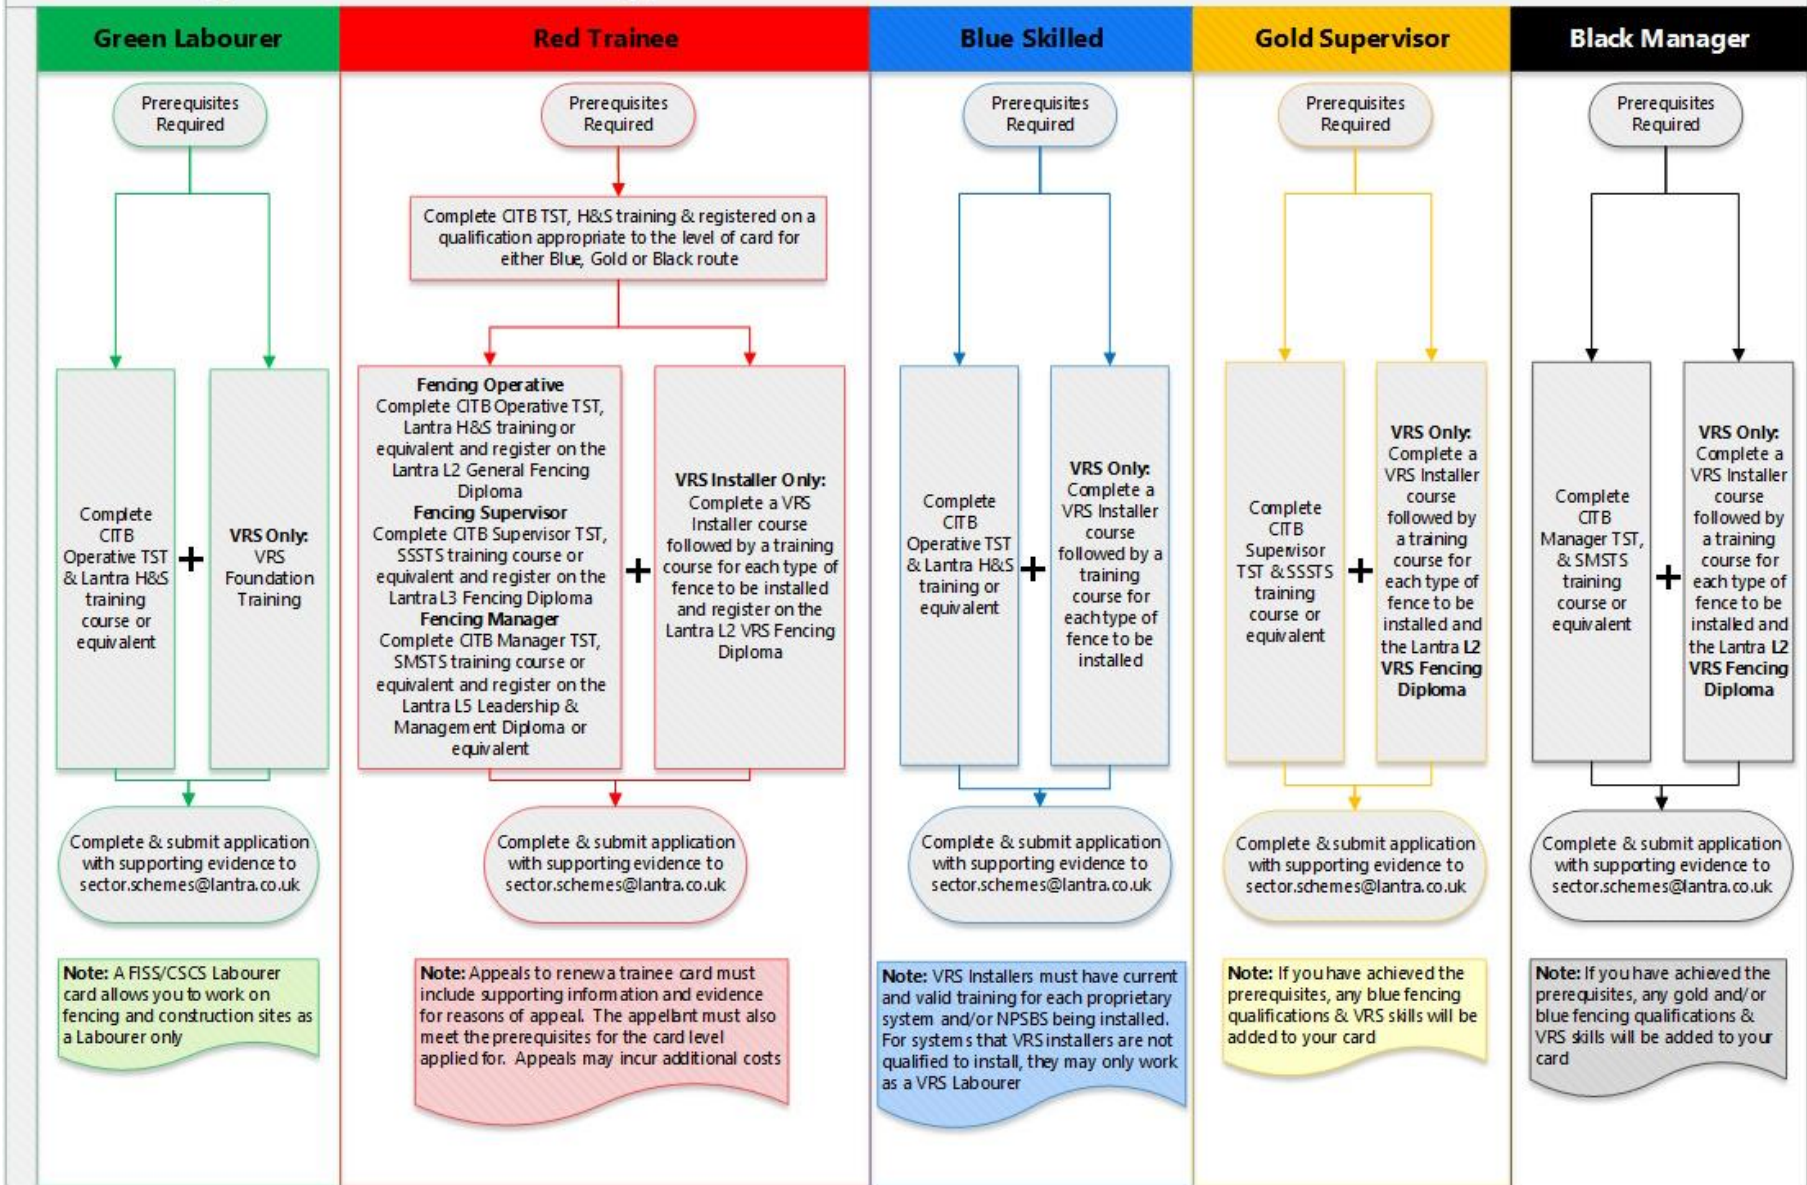 Green Labourer
Prerequisites
Required
Complete
CITB
Operative TST
& Lantra H&S
training
course or
equivalent
+
VRS Only:
VRS
Foundation
Training
Complete & submit application
with supporting evidence to
sector.schemes@lantra.co.uk
Note: A FISS/CSCS Labourer
card allows you to work on
fencing and construction sites as
a Labourer only
Red Trainee
Prerequisites
Required
Complete CITB TST, H&S training & registered on a
qualification appropriate to the level of card for
either Blue, Gold or Black route
Fencing Operative
Complete CITB Operative TST,
Lantra H&S training or
equivalent and register on the
Lantra L2 General Fencing
Diploma
Fencing Supervisor
Complete CITB Supervisor TST,
SSSTS training course or
equivalent and register on the
Lantra L3 Fencing Diploma
Fencing Manager
Complete CITB Manager TST,
SMSTS training course or
equivalent and register on the
Lantra L5 Leadership &
Management Diploma or
equivalent
+
VRS Installer Only:
Complete a VRS
Installer course
followed by a training
course for each type of
fence to be installed
and register on the
Lantra L2 VRS Fencing
Diploma
Complete & submit application
with supporting evidence to
sector.schemes@lantra.co.uk
Note: Appeals to renew a trainee card must
include supporting information and evidence
for reasons of appeal. The appellant must also
meet the prerequisites for the card level
applied for. Appeals may incur additional costs
Blue Skilled
Prerequisites
Required
Complete
CITB
Operative TST
& Lantra H&S
training or
equivalent
+
VRS Only:
Complete a
VRS Installer
course
followed by a
training
course for
each type of
fence to be
installed
Complete & submit application
with supporting evidence to
sector.schemes@lantra.co.uk
Note: VRS Installers must have current
and valid training for each proprietary
system and/or NPSBS being installed.
For systems that VRS installers are not
qualified to install, they may only work
as a VRS Labourer
Gold Supervisor
Prerequisites
Required
Complete
CITB
Supervisor
TST & SSSTS
training
course or
equivalent
+
VRS Only:
Complete a
VRS Installer
course
followed by
a training
course for
each type of
fence to be
installed and
the Lantra L2
VRS Fencing
Diploma
Complete & submit application
with supporting evidence to
sector.schemes@lantra.co.uk
Note: If you have achieved the
prerequisites, any blue fencing
qualifications & VRS skills will be
added to your card
Black Manager
Prerequisites
Required
Complete
CITB
Manager TST,
& SMSTS
training
course or
equivalent
+
VRS Only:
Complete a
VRS Installer
course
followed by
a training
course for
each type of
fence to be
installed and
the Lantra L2
VRS Fencing
Diploma
Complete & submit application
with supporting evidence to
sector.schemes@lantra.co.uk
Note: If you have achieved the
prerequisites, any gold and/or
blue fencing qualifications &
VRS skills will be added to your
card